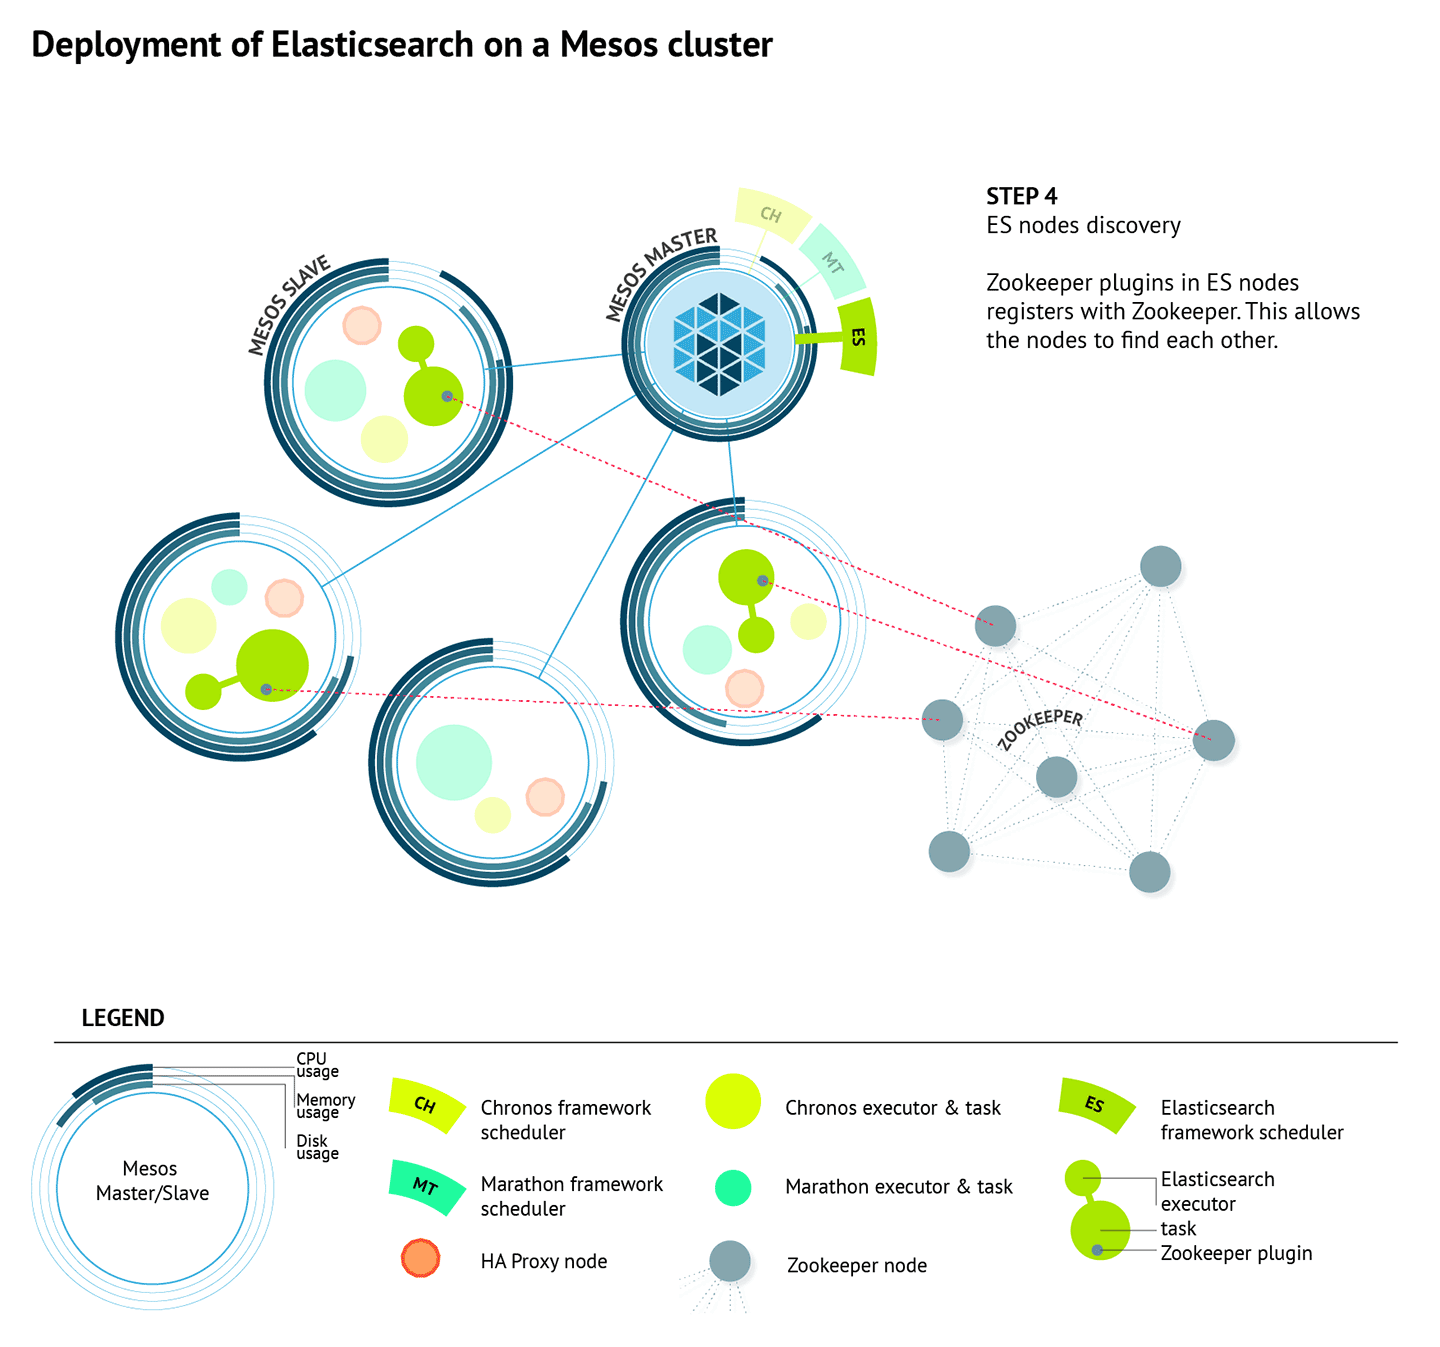 Deployment of Elasticsearch on a Mesos cluster
STEP 4
ES nodes discovery
Zookeeper plugins in ES nodes
registers with Zookeeper. This allows
the nodes to find each other.
MESOS SLAVE
MESOS MASTER
CH
MT
ES
ZOOKEEPER
LEGEND
CPU
usage
Memory
usage
Disk
usage
Mesos
Master/Slave
CH
Chronos framework
scheduler
MT
Marathon framework
scheduler
HA Proxy node
Chronos executor & task
Marathon executor & task
Zookeeper node
ES
Elasticsearch
framework scheduler
Elasticsearch
executor
task
Zookeeper plugin